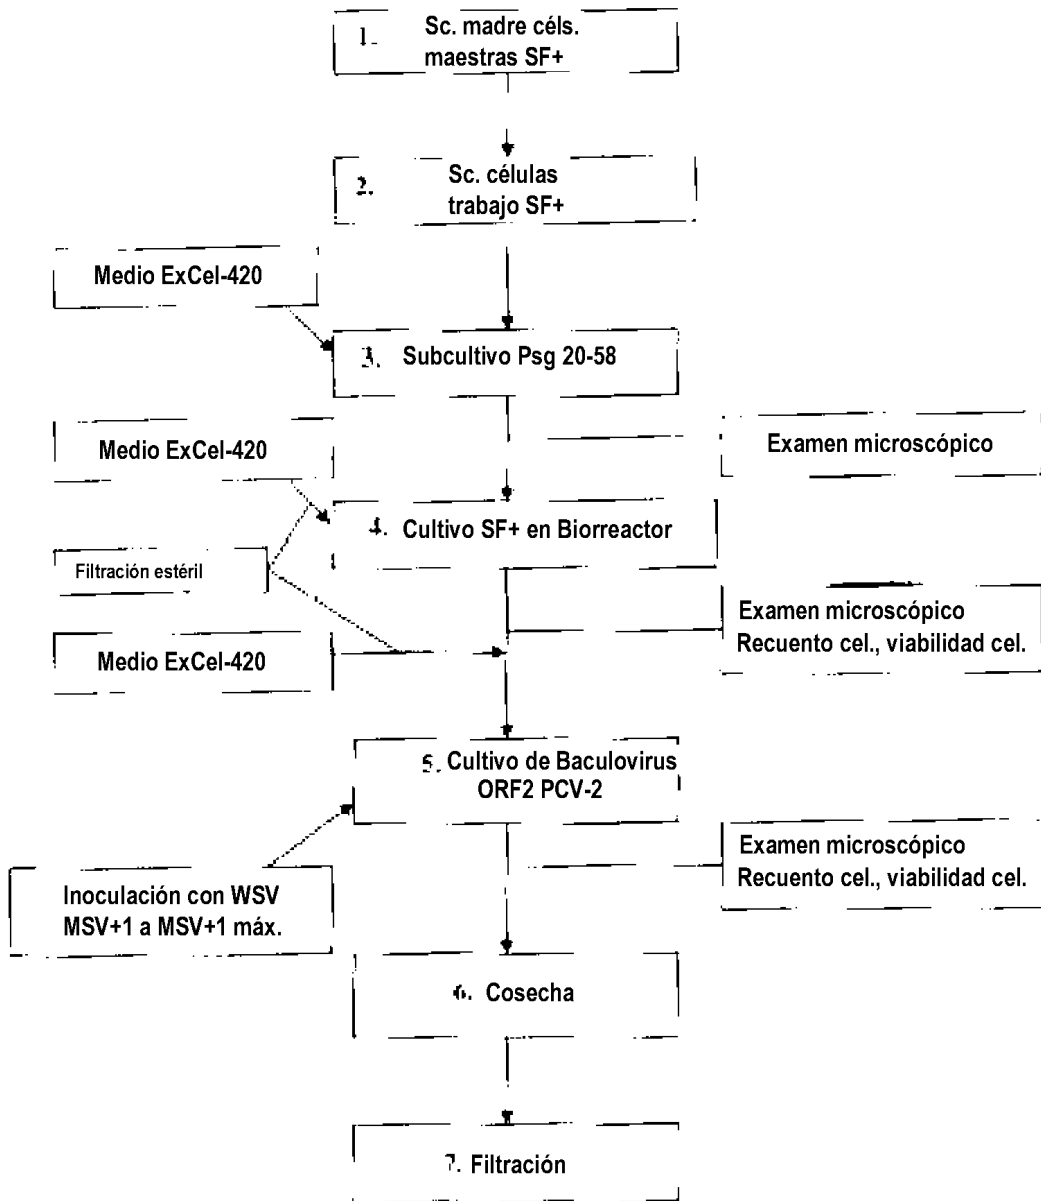 1. Sc. madre céls.
maestras SF+
2. Sc. células
trabajo SF+
Medio ExCel-420
3. Subcultivo Psg 20-58
Medio ExCel-420
Examen microscópico
4. Cultivo SF+ en Biorreactor
Filtración estéril
Examen microscópico
Recuento cel., viabilidad cel.
Medio ExCel-420
5. Cultivo de Baculovirus
ORF2 PCV-2
Examen microscópico
Recuento cel., viabilidad cel.
Inoculación con WSV
MSV+1 a MSV+1 máx.
6. Cosecha
7. Filtración